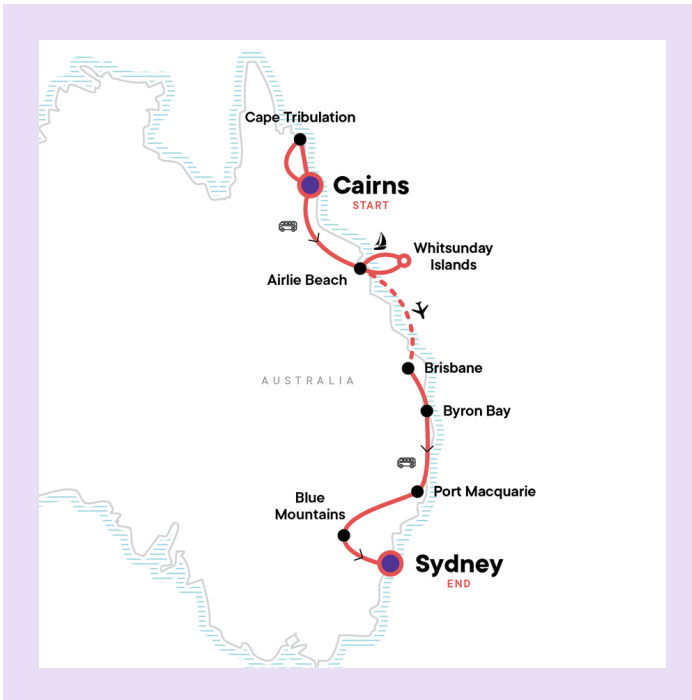 Cape Tribulation
Cairns
START
Whitsunday
Islands
Airlie Beach
Brisbane
AUSTRALIA
Byron Bay
Port Macquarie
Blue
Mountains
Sydney
END